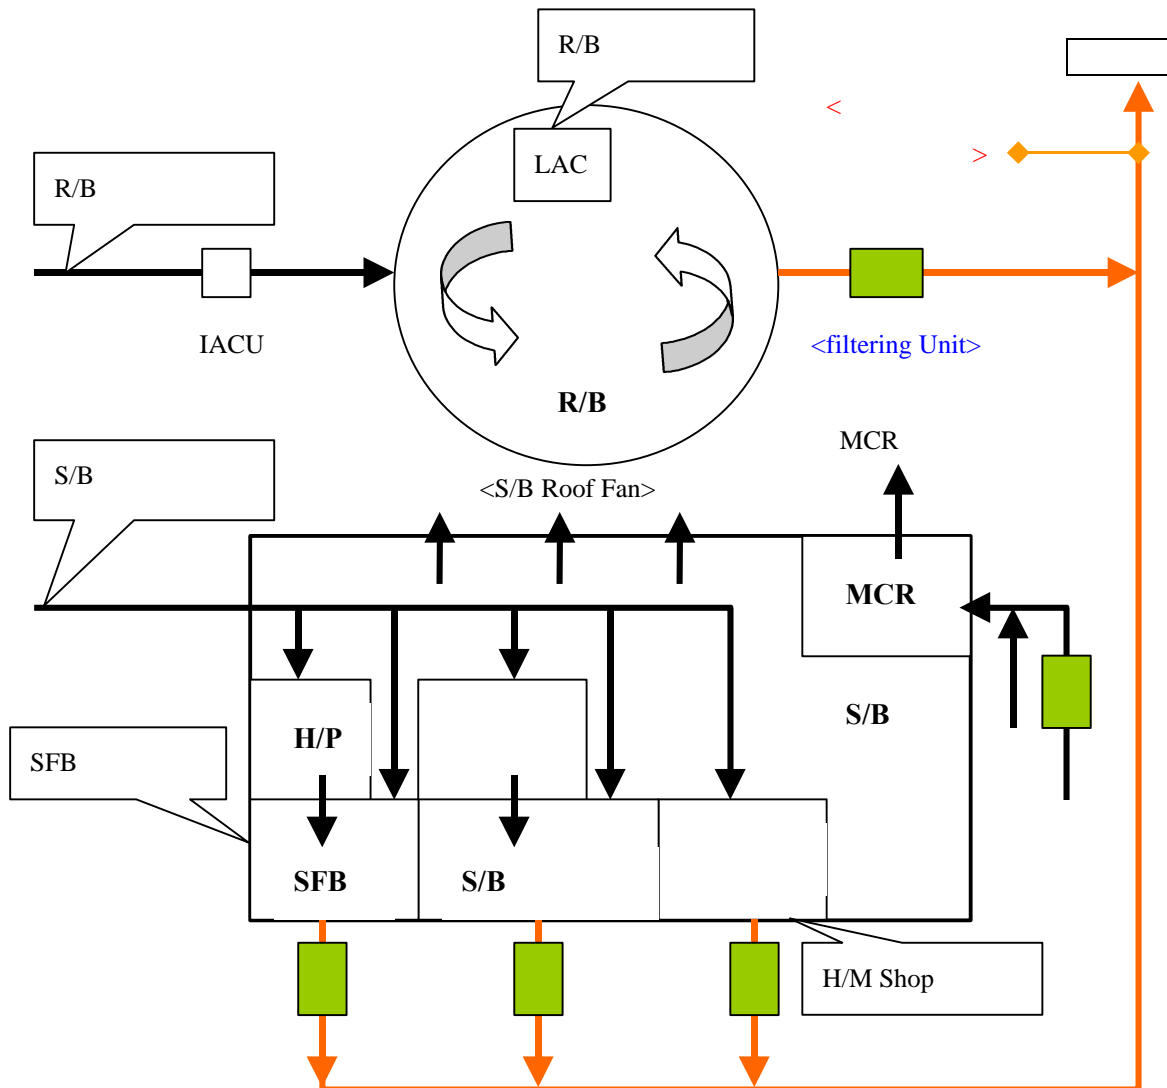 R/B
<
LAC
>
R/B
IACU
<filtering Unit>
R/B
MCR
S/B
<S/B Roof Fan>
MCR
S/B
H/P
SFB
SFB
S/B
H/M Shop